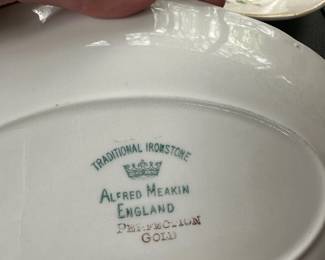 TRADITIONAL IRONSTONE
ALFRED MEAKIN
ENGLAND
PERFECTION
GOLD